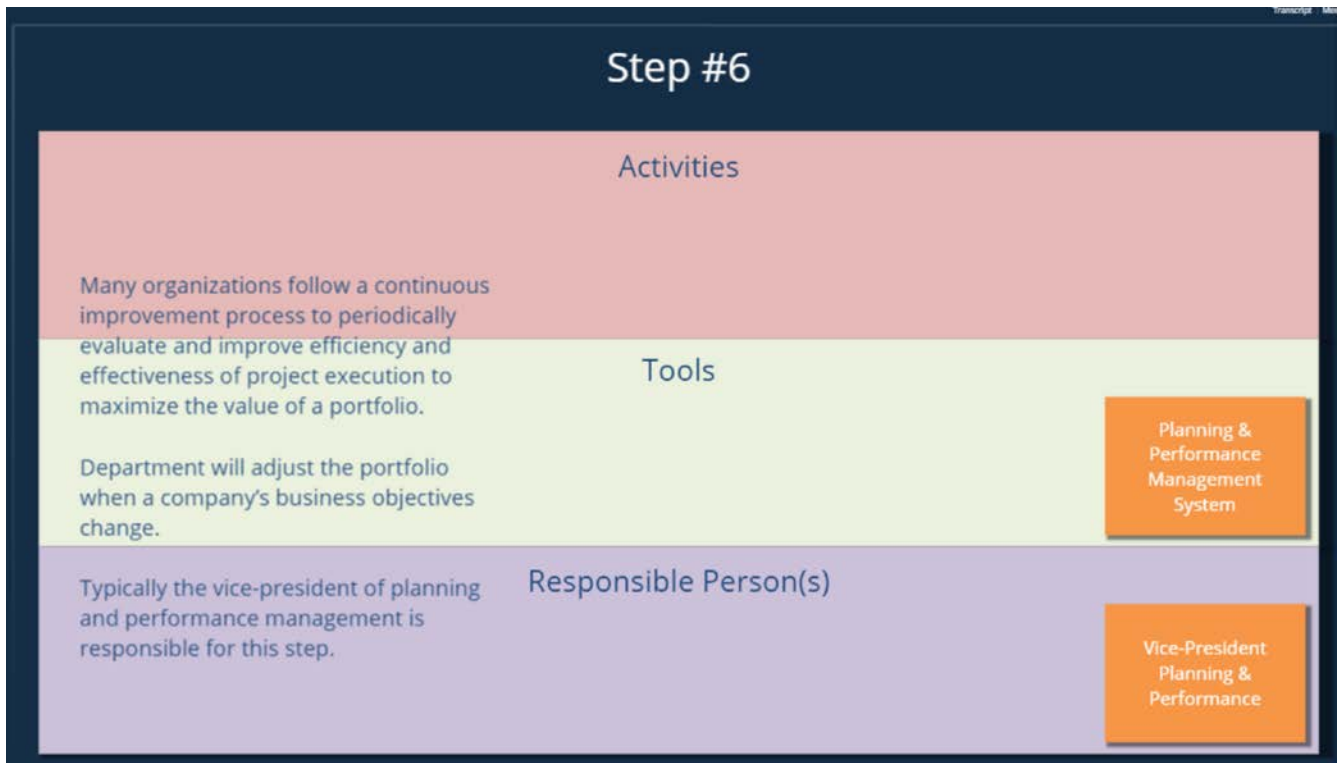 Transcript
Step #6
Activities
Many organizations follow a continuous
improvement process to periodically
evaluate and improve efficiency and
effectiveness of project execution to
maximize the value of a portfolio.
Department will adjust the portfolio
when a company's business objectives
change.
Typically the vice-president of planning
and performance management is
responsible for this step.
Tools
Planning &
Performance
Management
System
Responsible Person(s)
Vice-President
Planning &
Performance